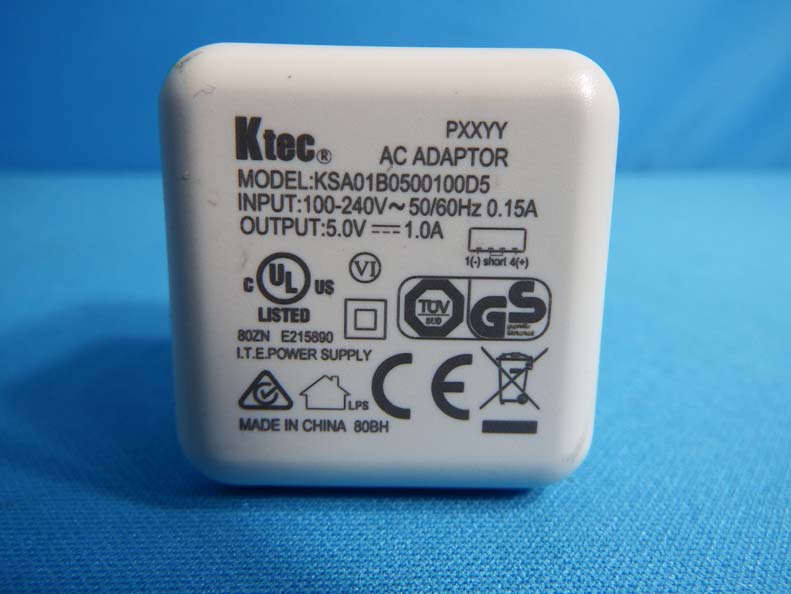 PXXYY
Ktec® AC ADAPTOR
MODEL:KSA01B0500100D5
INPUT:100-240V~50/60Hz 0.15A
OUTPUT:5.0V⎓1.0A
1(-) short 4(+)
VI
C UL US
LISTED
TÜV
SÜD
GS
80ZN E215890
I.T.E.POWER SUPPLY
LPS
CE
MADE IN CHINA 80BH